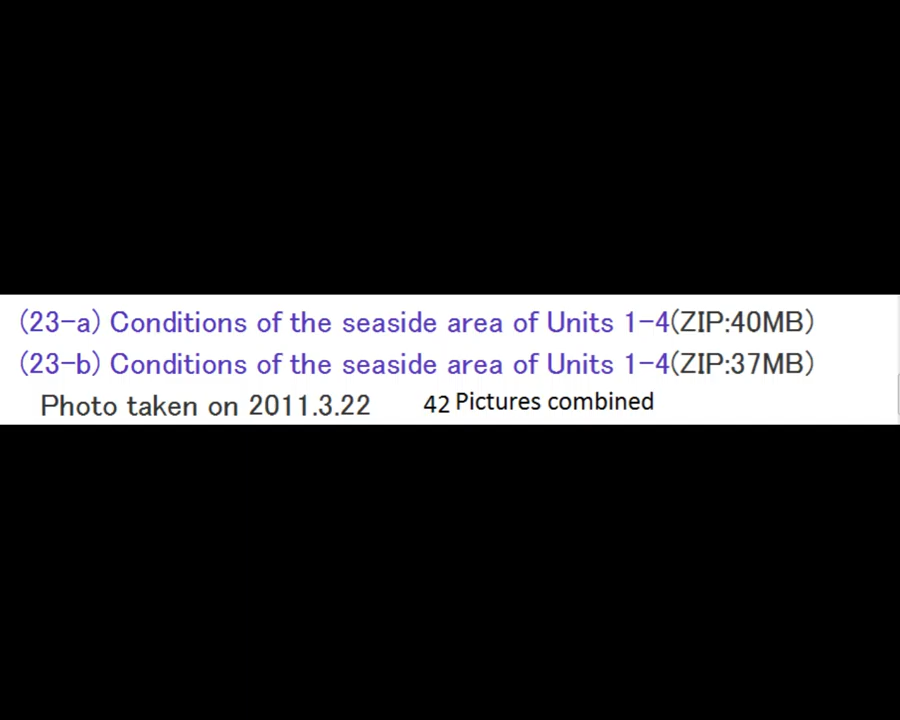 (23-a) Conditions of the seaside area of Units 1-4(ZIP:40MB)
(23-b) Conditions of the seaside area of Units 1-4(ZIP:37MB)
Photo taken on 2011.3.22 42 Pictures combined